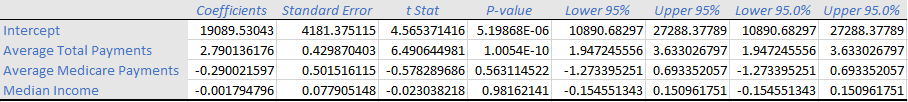 Coefficients Standard Error t Stat P-value Lower 95% Upper 95% Lower 95.0% Upper 95.0%
Intercept 19089.53043 4181.375115 4.565371416 5.19868E-06 10890.68297 27288.37789 10890.68297 27288.37789
Average Total Payments 2.790136176 0.429870403 6.490644981 1.0054E-10 1.947245556 3.633026797 1.947245556 3.633026797
Average Medicare Payments -0.290021597 0.501516115 -0.578289686 0.563114522 -1.273395251 0.693352057 -1.273395251 0.693352057
Median Income -0.001794796 0.077905148 -0.023038218 0.98162141 -0.154551343 0.150961751 -0.154551343 0.150961751